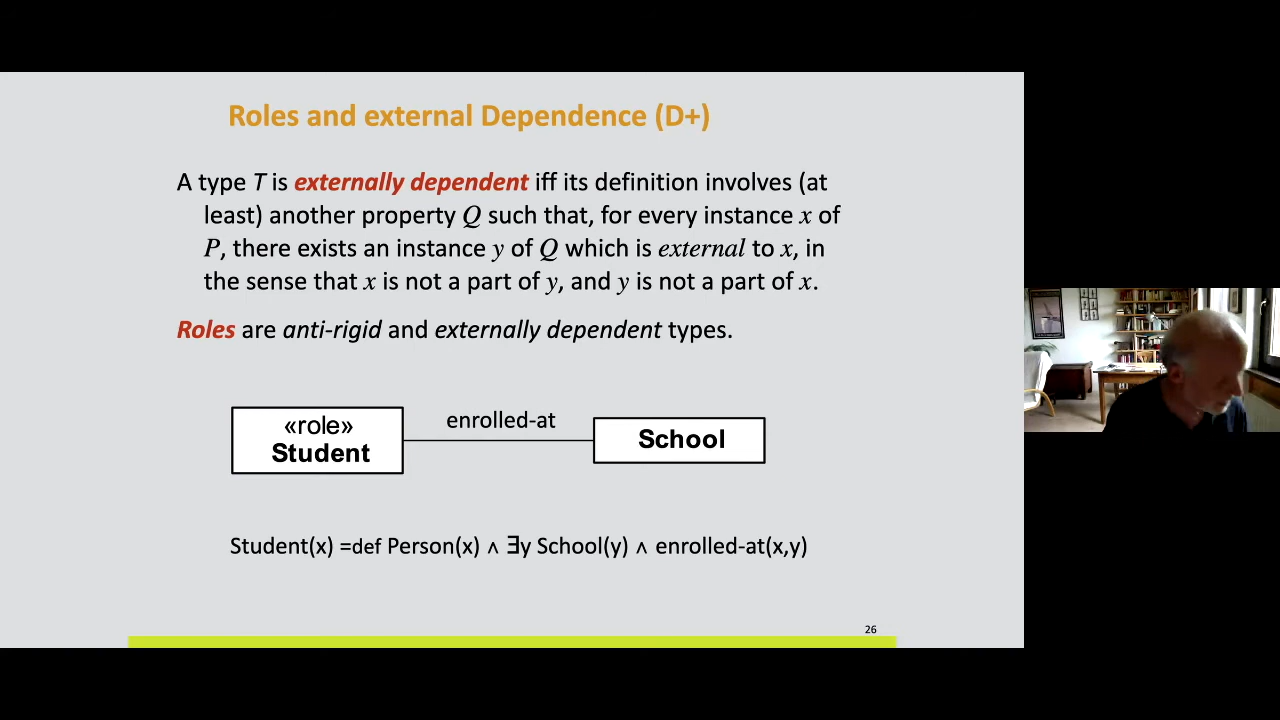 Roles and external Dependence (D+)
A type T is externally dependent iff its definition involves (at
least) another property Q such that, for every instance x of
P, there exists an instance y of Q which is external to x, in
the sense that x is not a part of y, and y is not a part of x.
Roles are anti-rigid and externally dependent types.
«role»
Student
enrolled-at
School
Student(x) =def Person(x) ∧ ∃y School(y) ∧ enrolled-at(x,y)
26